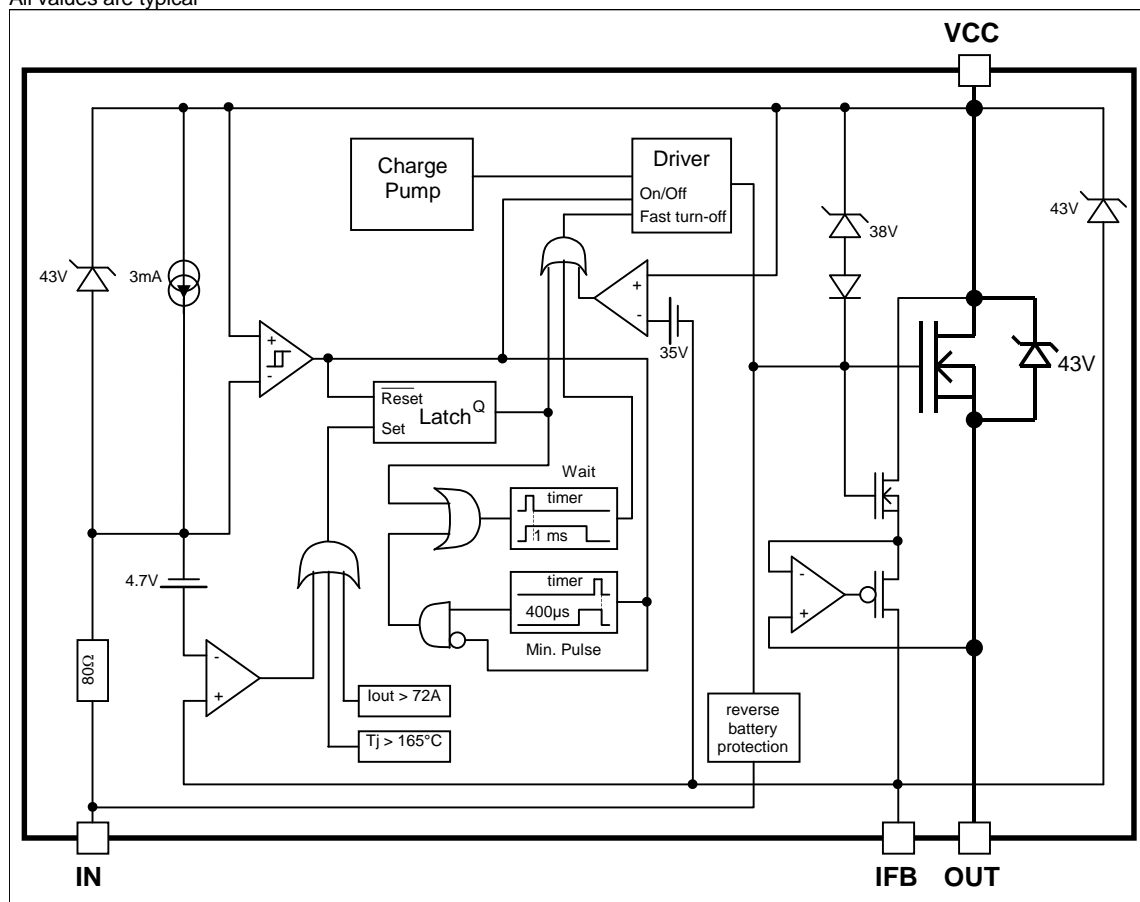 All values are typical
VCC
Charge
Pump
Driver
On/Off
Fast turn-off
43V
3mA
38V
43V
+
-
+
-
35V
43V
Reset
Latch
Q
Set
Wait
timer
1 ms
4.7V
timer
400µs
Min. Pulse
-
+
80Ω
-
+
Iout > 72A
Tj > 165°C
reverse
battery
protection
IN
IFB
OUT